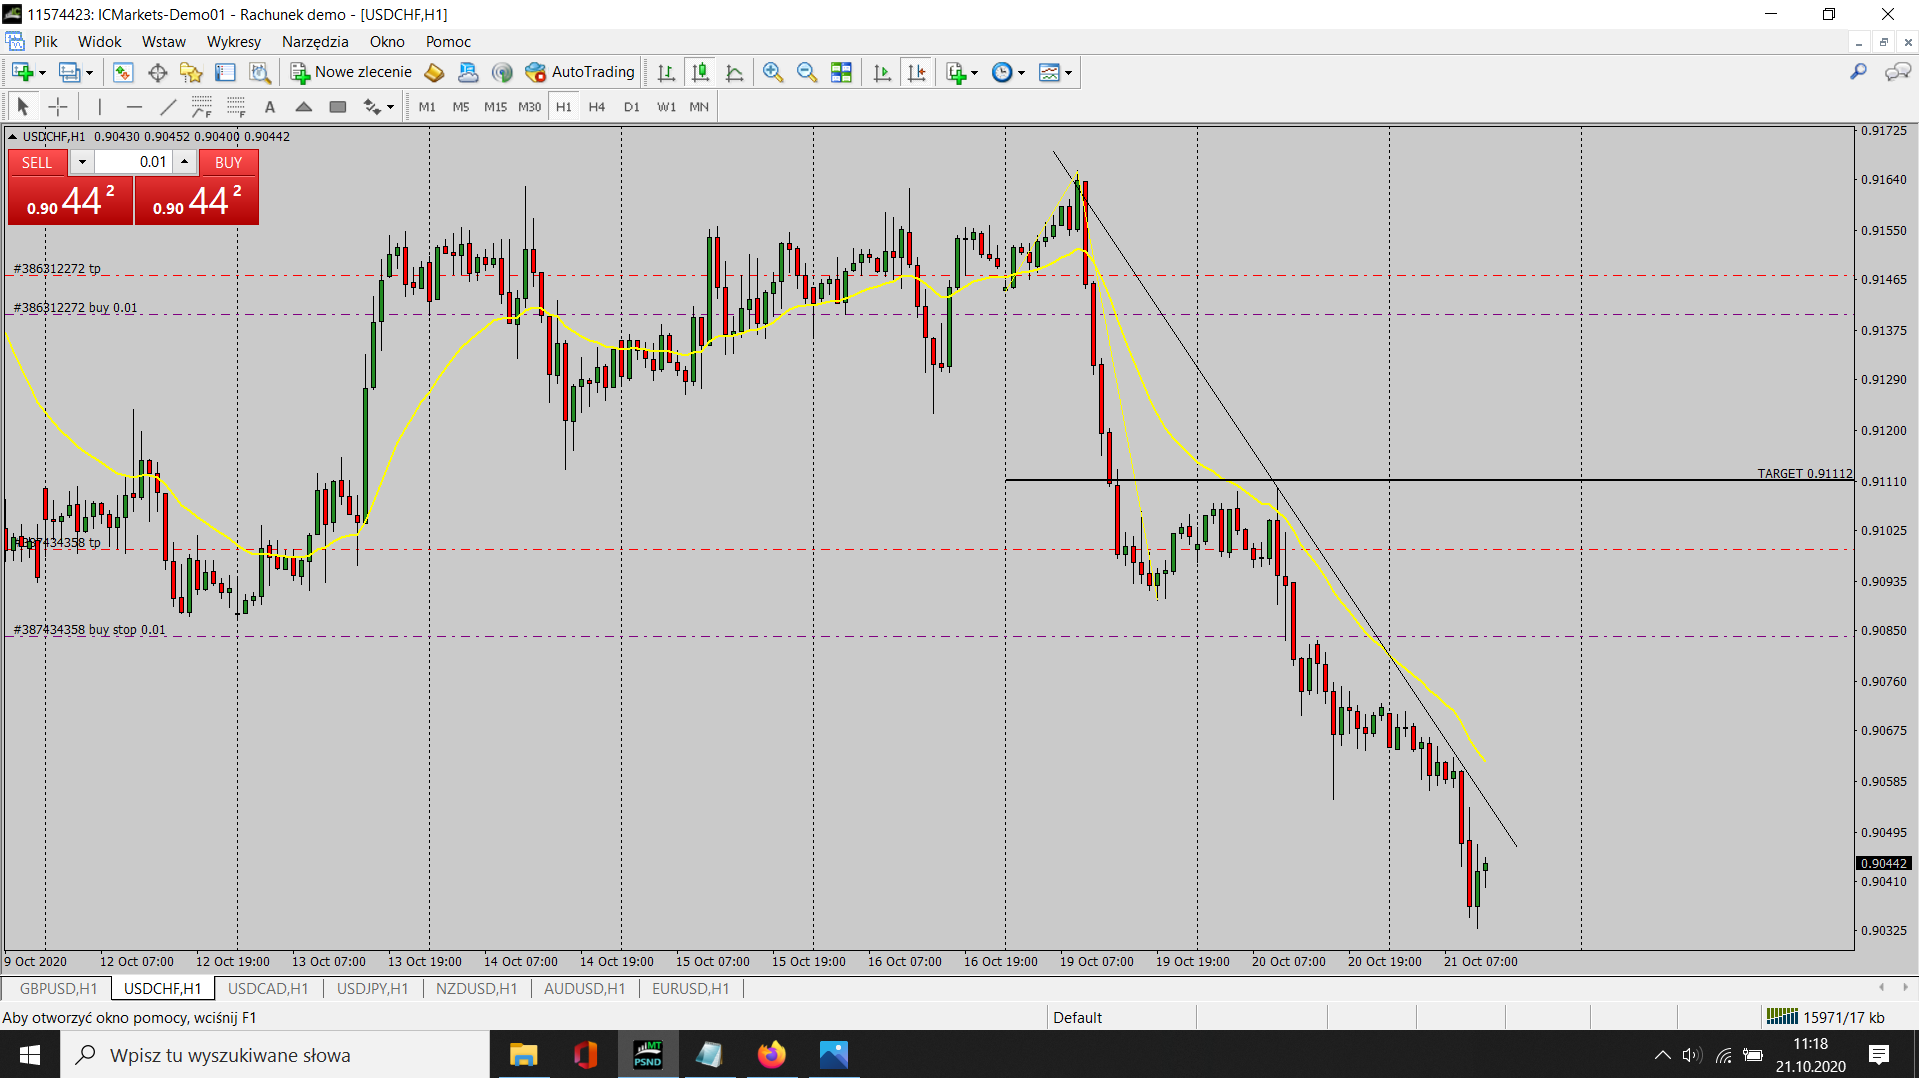 11574423: ICMarkets-Demo01 - Rachunek demo - [USDCHF,H1]
Plik Widok Wstaw Wykresy Narzędzia Okno Pomoc
Nowe zlecenie AutoTrading
A M1 M5 M15 M30 H1 H4 D1 W1 MN
USDCHF,H1 0.90430 0.90452 0.90400 0.90442
SELL 0.01 BUY
0.90 44 2 0.90 44 2
#386312272 tp
#386312272 buy 0.01
#387434358 tp
#387434358 buy stop 0.01
TARGET 0.91112
0.91725
0.91640
0.91550
0.91465
0.91375
0.91290
0.91200
0.91110
0.91025
0.90935
0.90850
0.90760
0.90675
0.90585
0.90495
0.90442
0.90410
0.90325
9 Oct 2020 12 Oct 07:00 12 Oct 19:00 13 Oct 07:00 13 Oct 19:00 14 Oct 07:00 14 Oct 19:00 15 Oct 07:00 15 Oct 19:00 16 Oct 07:00 16 Oct 19:00 19 Oct 07:00 19 Oct 19:00 20 Oct 07:00 20 Oct 19:00 21 Oct 07:00
GBPUSD,H1 USDCHF,H1 USDCAD,H1 USDJPY,H1 NZDUSD,H1 AUDUSD,H1 EURUSD,H1
Aby otworzyć okno pomocy, wciśnij F1 Default 15971/17 kb
Wpisz tu wyszukiwane słowa
MT
PSND
11:18
21.10.2020